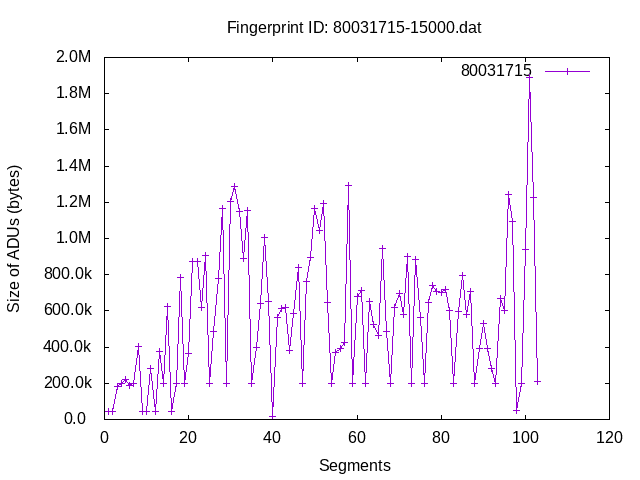 Fingerprint ID: 80031715-15000.dat
80031715
Size of ADUs (bytes)
2.0M
1.8M
1.6M
1.4M
1.2M
1.0M
800.0k
600.0k
400.0k
200.0k
0.0
0 20 40 60 80 100 120
Segments